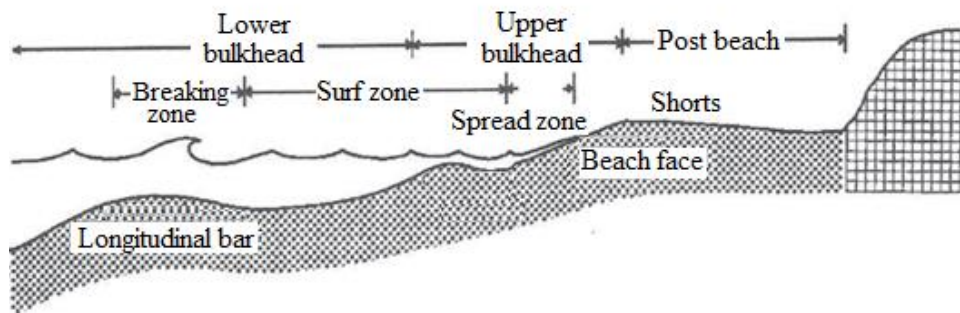 Lower
bulkhead
Upper
bulkhead
Post beach
Breaking
zone
Surf zone
Spread zone
Shorts
Beach face
Longitudinal bar